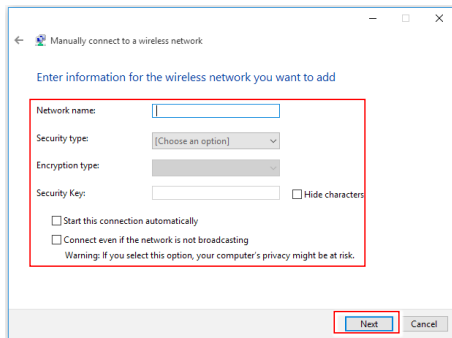 Manually connect to a wireless network
Enter information for the wireless network you want to add
Network name:
Security type: [Choose an option]
Encryption type:
Security Key: Hide characters
Start this connection automatically
Connect even if the network is not broadcasting
Warning: If you select this option, your computer's privacy might be at risk.
Next Cancel